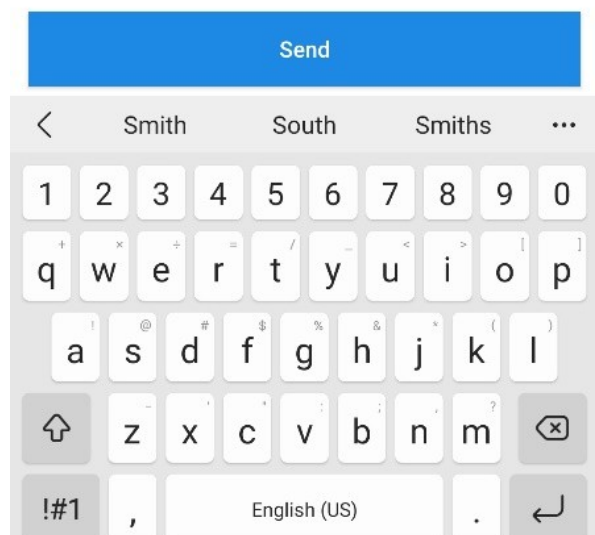 Send
Smith South Smiths ...
1 2 3 4 5 6 7 8 9 0
+ × ÷ = / _ < > [ ]
q w e r t y u i o p
! @ # $ % & * ( )
a s d f g h j k l
- ' " : ; , ?
z x c v b n m
!#1 , English (US) .